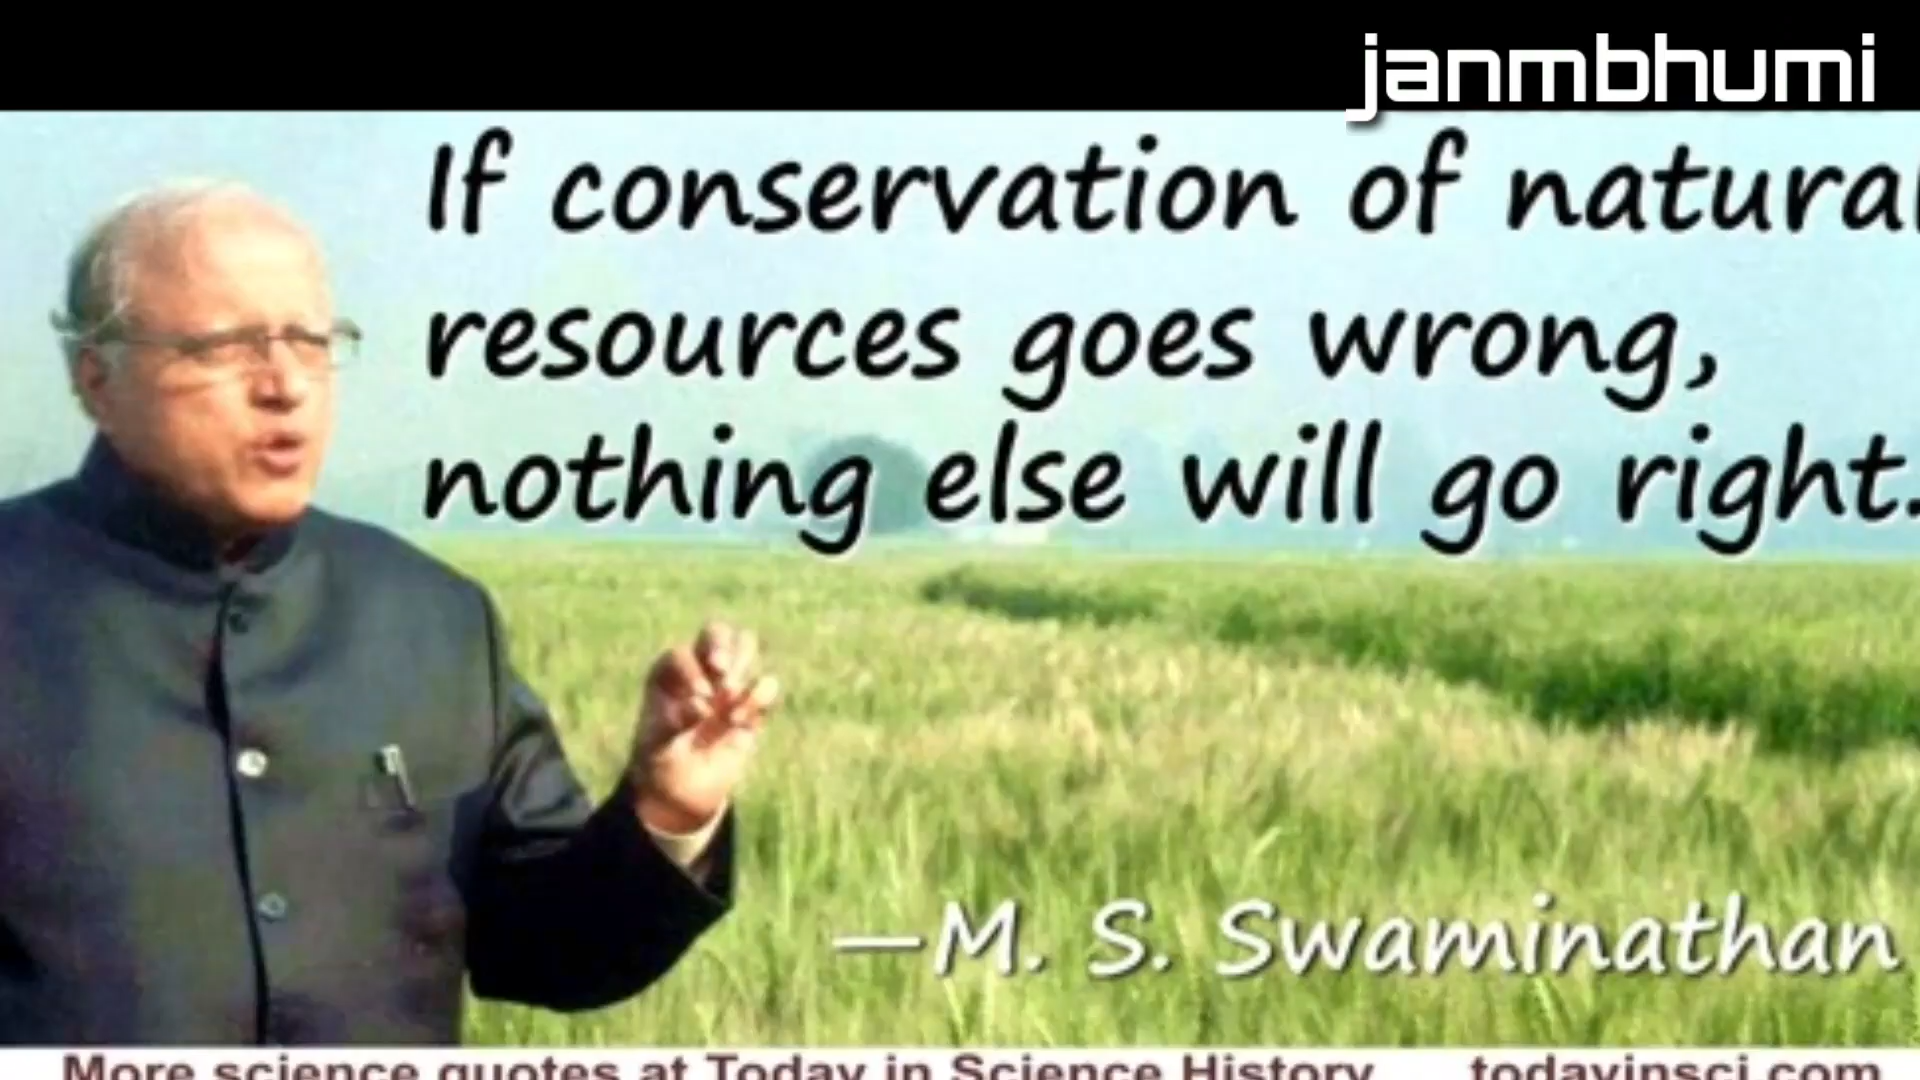 janmbhumi
If conservation of natural
resources goes wrong,
nothing else will go right.
—M. S. Swaminathan
More science quotes at Today in Science History todayinsci.com